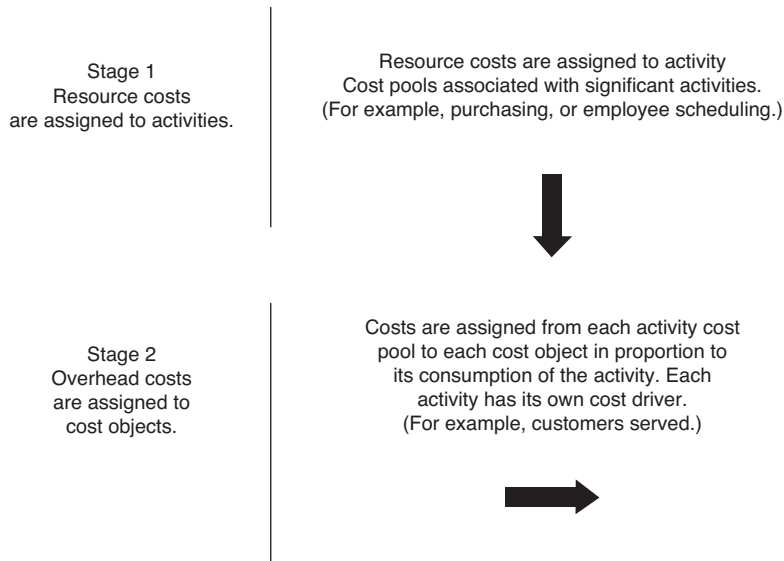 Stage 1
Resource costs
are assigned to activities.
Resource costs are assigned to activity
Cost pools associated with significant activities.
(For example, purchasing, or employee scheduling.)
Stage 2
Overhead costs
are assigned to
cost objects.
Costs are assigned from each activity cost
pool to each cost object in proportion to
its consumption of the activity. Each
activity has its own cost driver.
(For example, customers served.)